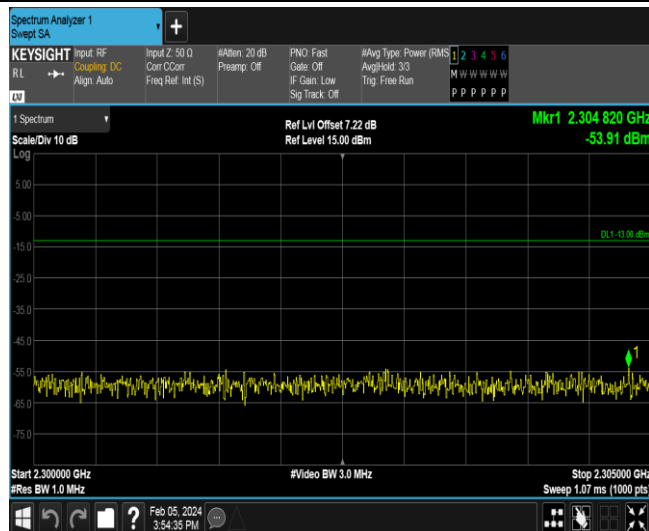 Spectrum Analyzer 1
Swept SA
+
KEYSIGHT
RL
LXI
Input: RF
Coupling: DC
Align: Auto
Input Z: 50 Ω
Corr CCorr
Freq Ref: Int (S)
#Atten: 20 dB
Preamp: Off
PNO: Fast
Gate: Off
IF Gain: Low
Sig Track: Off
#Avg Type: Power (RMS
Avg|Hold: 3/3
Trig: Free Run
1 2 3 4 5 6
M W W W W W
P P P P P P
1 Spectrum
Scale/Div 10 dB
Log
Ref Lvl Offset 7.22 dB
Ref Level 15.00 dBm
Mkr1 2.304 820 GHz
-53.91 dBm
5.00
-5.00
DL1 -13.00 dBm
-15.0
-25.0
-35.0
-45.0
1
-55.0
-65.0
-75.0
Start 2.300000 GHz
#Video BW 3.0 MHz
Stop 2.305000 GHz
#Res BW 1.0 MHz
Sweep 1.07 ms (1000 pts)
?
Feb 05, 2024
3:54:35 PM